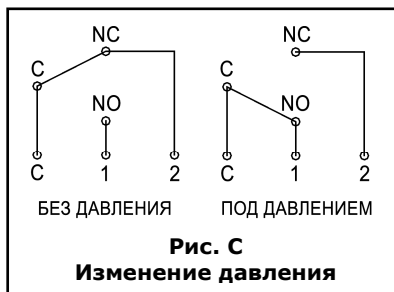 NC NC
C C
NO NO
C 1 2 C 1 2
БЕЗ ДАВЛЕНИЯ ПОД ДАВЛЕНИЕМ
Рис. С
Изменение давления